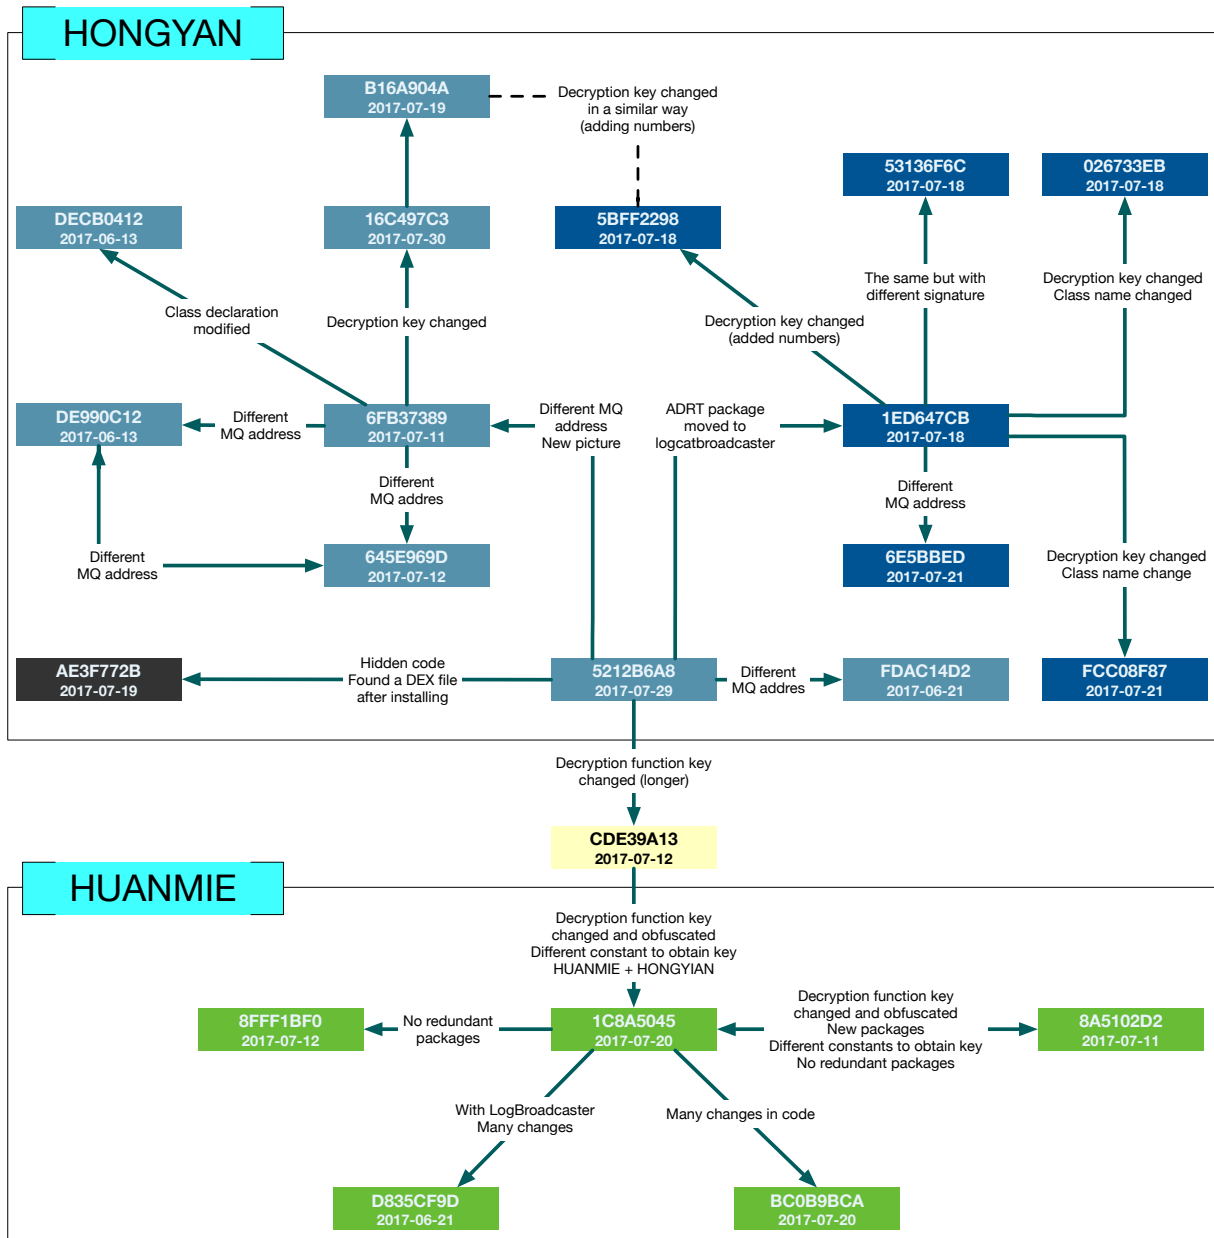 HONGYAN
B16A904A
2017-07-19
Decryption key changed
in a similar way
(adding numbers)
53136F6C
2017-07-18
026733EB
2017-07-18
DECB0412
2017-06-13
16C497C3
2017-07-30
5BFF2298
2017-07-18
The same but with
different signature
Decryption key changed
Class name changed
Class declaration
modified
Decryption key changed
Decryption key changed
(added numbers)
DE990C12
2017-06-13
Different
MQ address
6FB37389
2017-07-11
Different MQ
address
New picture
ADRT package
moved to
logcatbroadcaster
1ED647CB
2017-07-18
Different
MQ addres
Different
MQ address
Different
MQ address
645E969D
2017-07-12
6E5BBED
2017-07-21
Decryption key changed
Class name change
AE3F772B
2017-07-19
Hidden code
Found a DEX file
after installing
5212B6A8
2017-07-29
Different
MQ addres
FDAC14D2
2017-06-21
FCC08F87
2017-07-21
Decryption function key
changed (longer)
CDE39A13
2017-07-12
HUANMIE
Decryption function key
changed and obfuscated
Different constant to obtain key
HUANMIE + HONGYIAN
8FFF1BF0
2017-07-12
No redundant
packages
1C8A5045
2017-07-20
Decryption function key
changed and obfuscated
New packages
Different constants to obtain key
No redundant packages
8A5102D2
2017-07-11
With LogBroadcaster
Many changes
Many changes in code
D835CF9D
2017-06-21
BC0B9BCA
2017-07-20